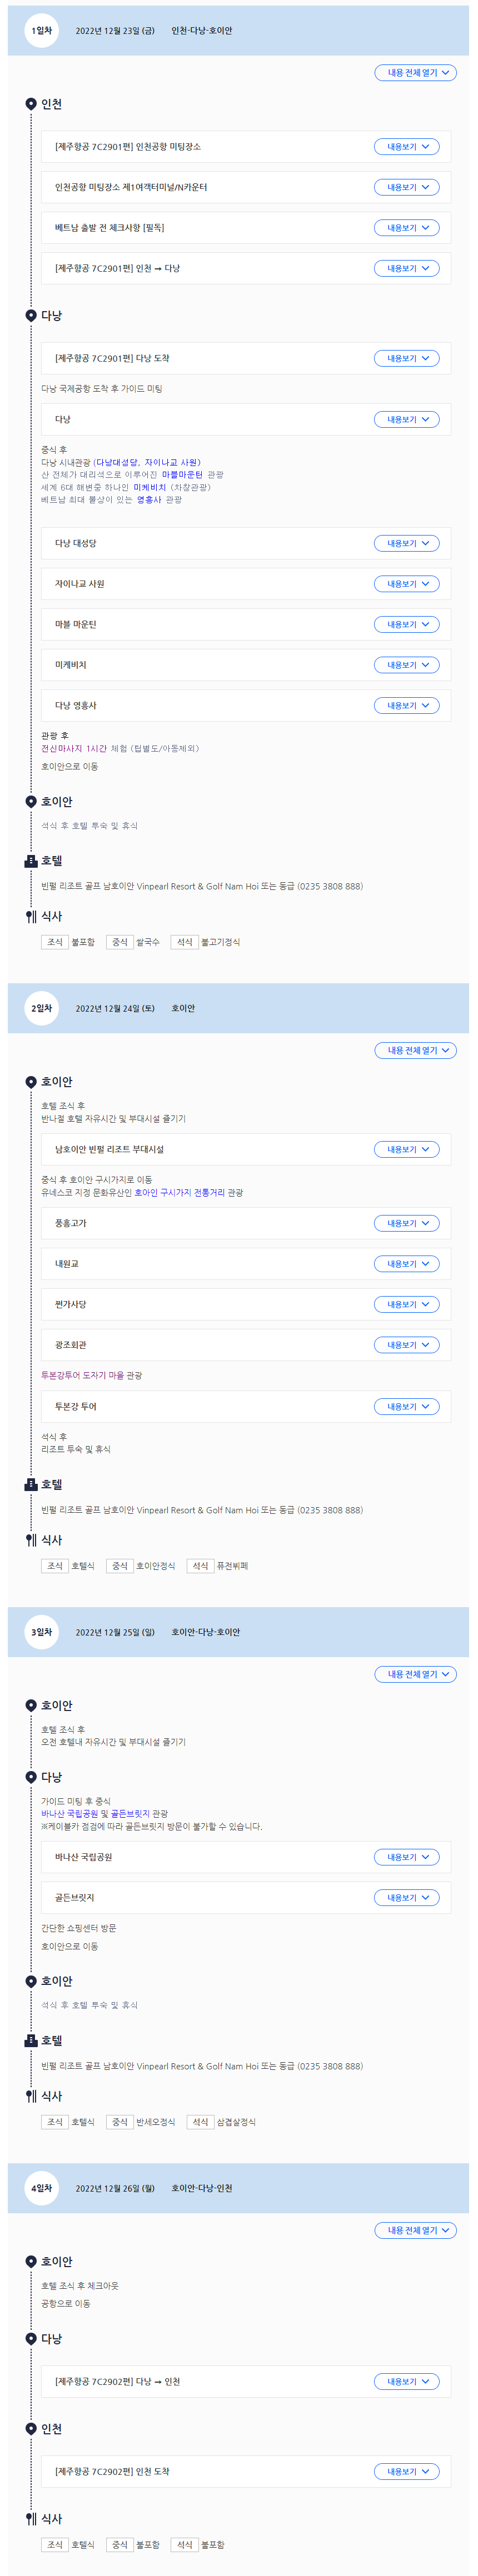 1일차 2022년 12월 23일 (금) 인천-다낭-호이안
내용 전체 열기
인천
[제주항공 7C2901편] 인천공항 미팅장소 내용보기
인천공항 미팅장소 제1여객터미널/N카운터 내용보기
베트남 출발 전 체크사항 [필독] 내용보기
[제주항공 7C2901편] 인천 → 다낭 내용보기
다낭
[제주항공 7C2901편] 다낭 도착 내용보기
다낭 국제공항 도착 후 가이드 미팅
다낭 내용보기
중식 후
다낭 시내관광 (다낭대성당, 자이나교 사원)
산 전체가 대리석으로 이루어진 마블마운틴 관광
세계 6대 해변중 하나인 미케비치 (차창관광)
베트남 최대 불상이 있는 영흥사 관광
다낭 대성당 내용보기
자이나교 사원 내용보기
마블 마운틴 내용보기
미케비치 내용보기
다낭 영흥사 내용보기
관광 후
전신마사지 1시간 체험 (팁별도/아동제외)
호이안으로 이동
호이안
석식 후 호텔 투숙 및 휴식
호텔
빈펄 리조트 골프 남호이안 Vinpearl Resort & Golf Nam Hoi 또는 동급 (0235 3808 888)
식사
조식 불포함 중식 쌀국수 석식 불고기정식
2일차 2022년 12월 24일 (토) 호이안
내용 전체 열기
호이안
호텔 조식 후
반나절 호텔 자유시간 및 부대시설 즐기기
남호이안 빈펄 리조트 부대시설 내용보기
중식 후 호이안 구시가지로 이동
유네스코 지정 문화유산인 호아인 구시가지 전통거리 관광
풍흥고가 내용보기
내원교 내용보기
쩐가사당 내용보기
광조회관 내용보기
투본강투어 도자기 마을 관광
투본강 투어 내용보기
석식 후
리조트 투숙 및 휴식
호텔
빈펄 리조트 골프 남호이안 Vinpearl Resort & Golf Nam Hoi 또는 동급 (0235 3808 888)
식사
조식 호텔식 중식 호이안정식 석식 퓨전뷔페
3일차 2022년 12월 25일 (일) 호이안-다낭-호이안
내용 전체 열기
호이안
호텔 조식 후
오전 호텔내 자유시간 및 부대시설 즐기기
다낭
가이드 미팅 후 중식
바나산 국립공원 및 골든브릿지 관광
※케이블카 점검에 따라 골든브릿지 방문이 불가할 수 있습니다.
바나산 국립공원 내용보기
골든브릿지 내용보기
간단한 쇼핑센터 방문
호이안으로 이동
호이안
석식 후 호텔 투숙 및 휴식
호텔
빈펄 리조트 골프 남호이안 Vinpearl Resort & Golf Nam Hoi 또는 동급 (0235 3808 888)
식사
조식 호텔식 중식 반세오정식 석식 삼겹살정식
4일차 2022년 12월 26일 (월) 호이안-다낭-인천
내용 전체 열기
호이안
호텔 조식 후 체크아웃
공항으로 이동
다낭
[제주항공 7C2902편] 다낭 → 인천 내용보기
인천
[제주항공 7C2902편] 인천 도착 내용보기
식사
조식 호텔식 중식 불포함 석식 불포함